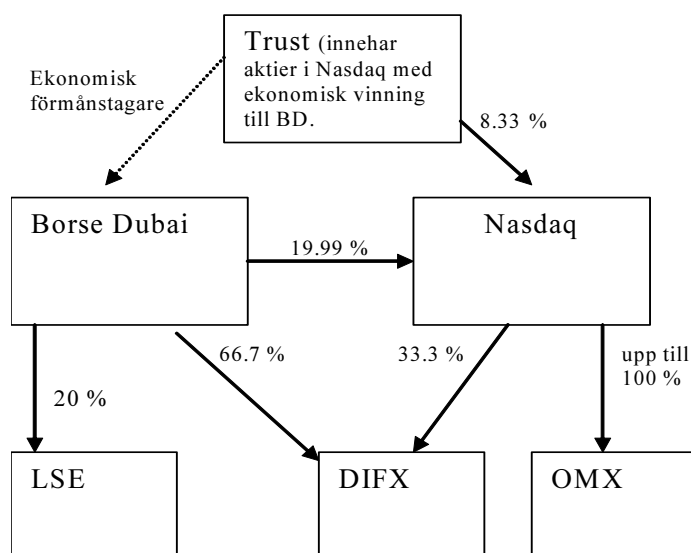 Trust (innehar
aktier i Nasdaq med
ekonomisk vinning
till BD.
Ekonomisk
förmånstagare
8.33 %
Borse Dubai
Nasdaq
19.99 %
66.7 %
33.3 %
upp till
100 %
20 %
LSE
DIFX
OMX